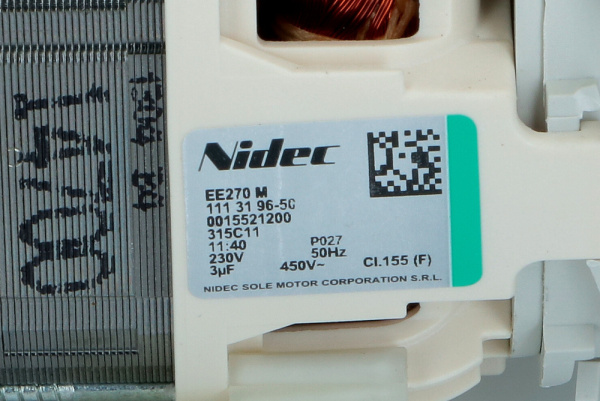 Nidec
EE270 M
111 31 96-50
0015521200
315C11
11:40 P027
230V 50Hz
3µF 450V~ Cl.155 (F)
NIDEC SOLE MOTOR CORPORATION S.R.L.